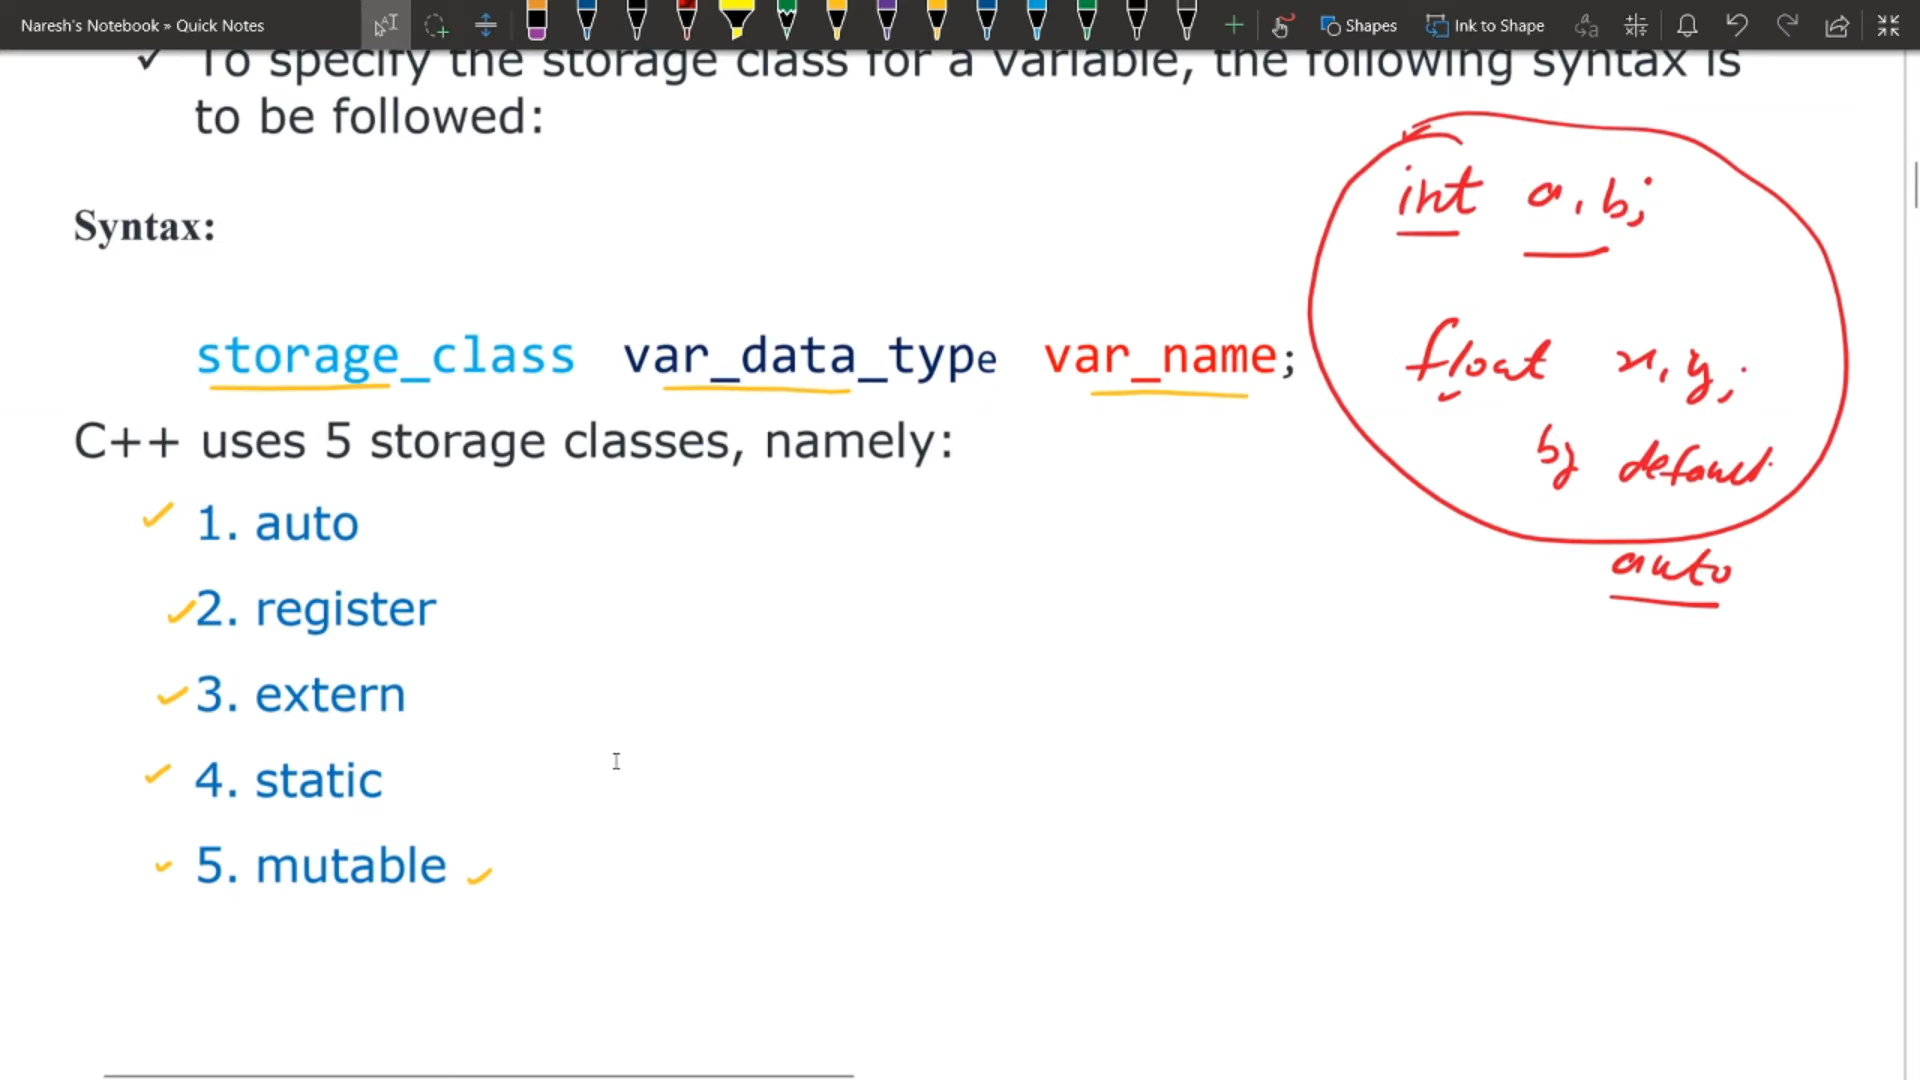 Naresh's Notebook » Quick Notes
Shapes
Ink to Shape
✓ To specify the storage class for a variable, the following syntax is
to be followed:
Syntax:
storage_class var_data_type var_name;
C++ uses 5 storage classes, namely:
1. auto
2. register
3. extern
4. static
5. mutable
int a, b;
float x, y;
by default
auto